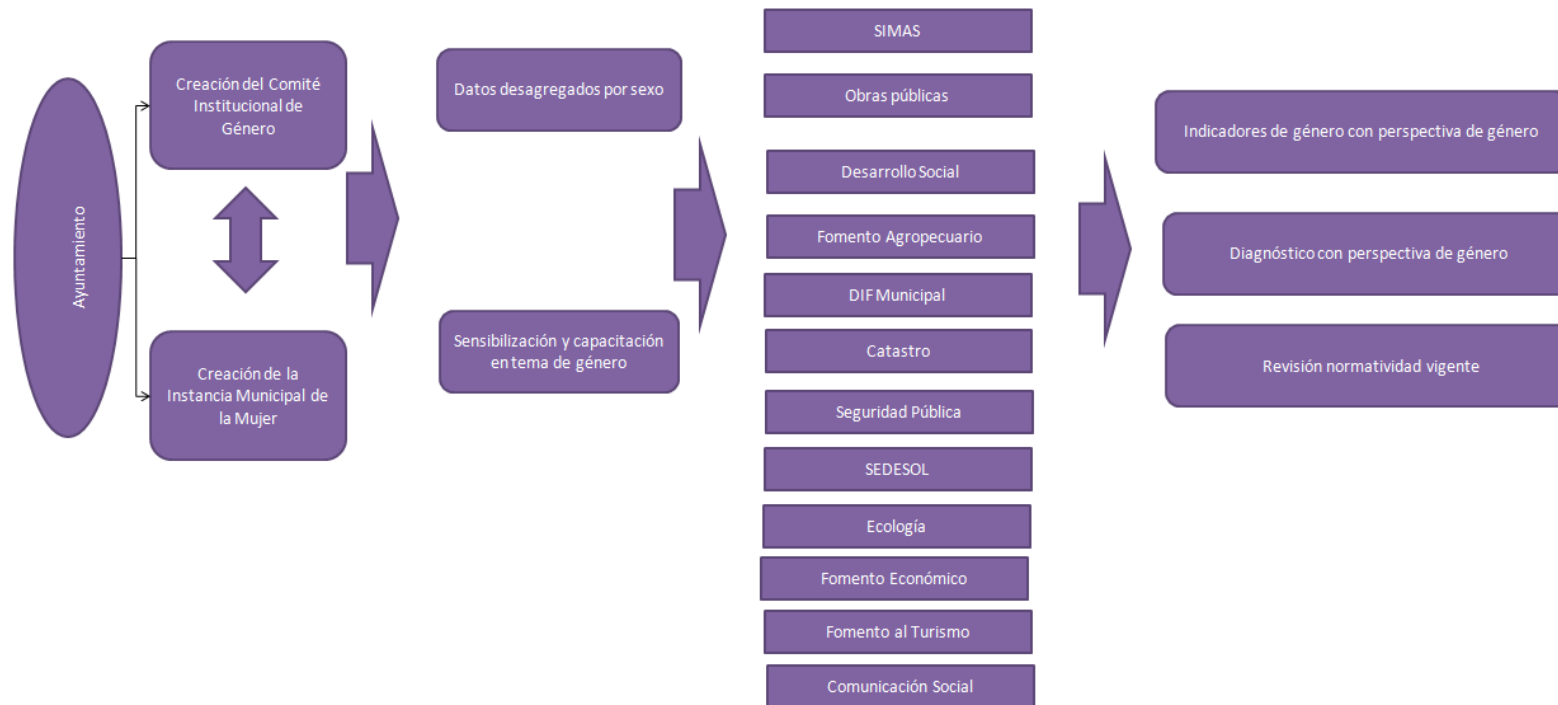 Ayuntamiento
Creación del Comité
Institucional de
Género
Creación de la
Instancia Municipal de
la Mujer
Datos desagregados por sexo
Sensibilización y capacitación
en tema de género
SIMAS
Obras públicas
Desarrollo Social
Fomento Agropecuario
DIF Municipal
Catastro
Seguridad Pública
SEDESOL
Ecología
Fomento Económico
Fomento al Turismo
Comunicación Social
Indicadores de género con perspectiva de género
Diagnóstico con perspectiva de género
Revisión normatividad vigente